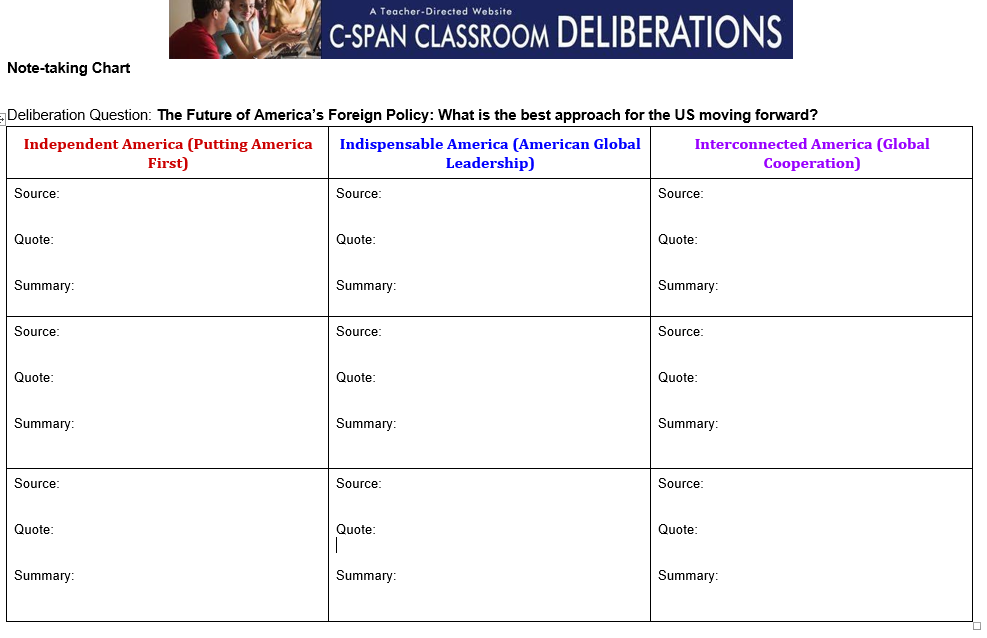 A Teacher-Directed Website
C-SPAN CLASSROOM DELIBERATIONS
Note-taking Chart
Deliberation Question: The Future of America's Foreign Policy: What is the best approach for the US moving forward?
Independent America (Putting America
First)
Indispensable America (American Global
Leadership)
Interconnected America (Global
Cooperation)
Source:
Quote:
Summary:
Source:
Quote:
Summary:
Source:
Quote:
Summary:
Source:
Quote:
Summary:
Source:
Quote:
Summary:
Source:
Quote:
Summary:
Source:
Quote:
Summary:
Source:
Quote:
Summary:
Source:
Quote:
Summary: